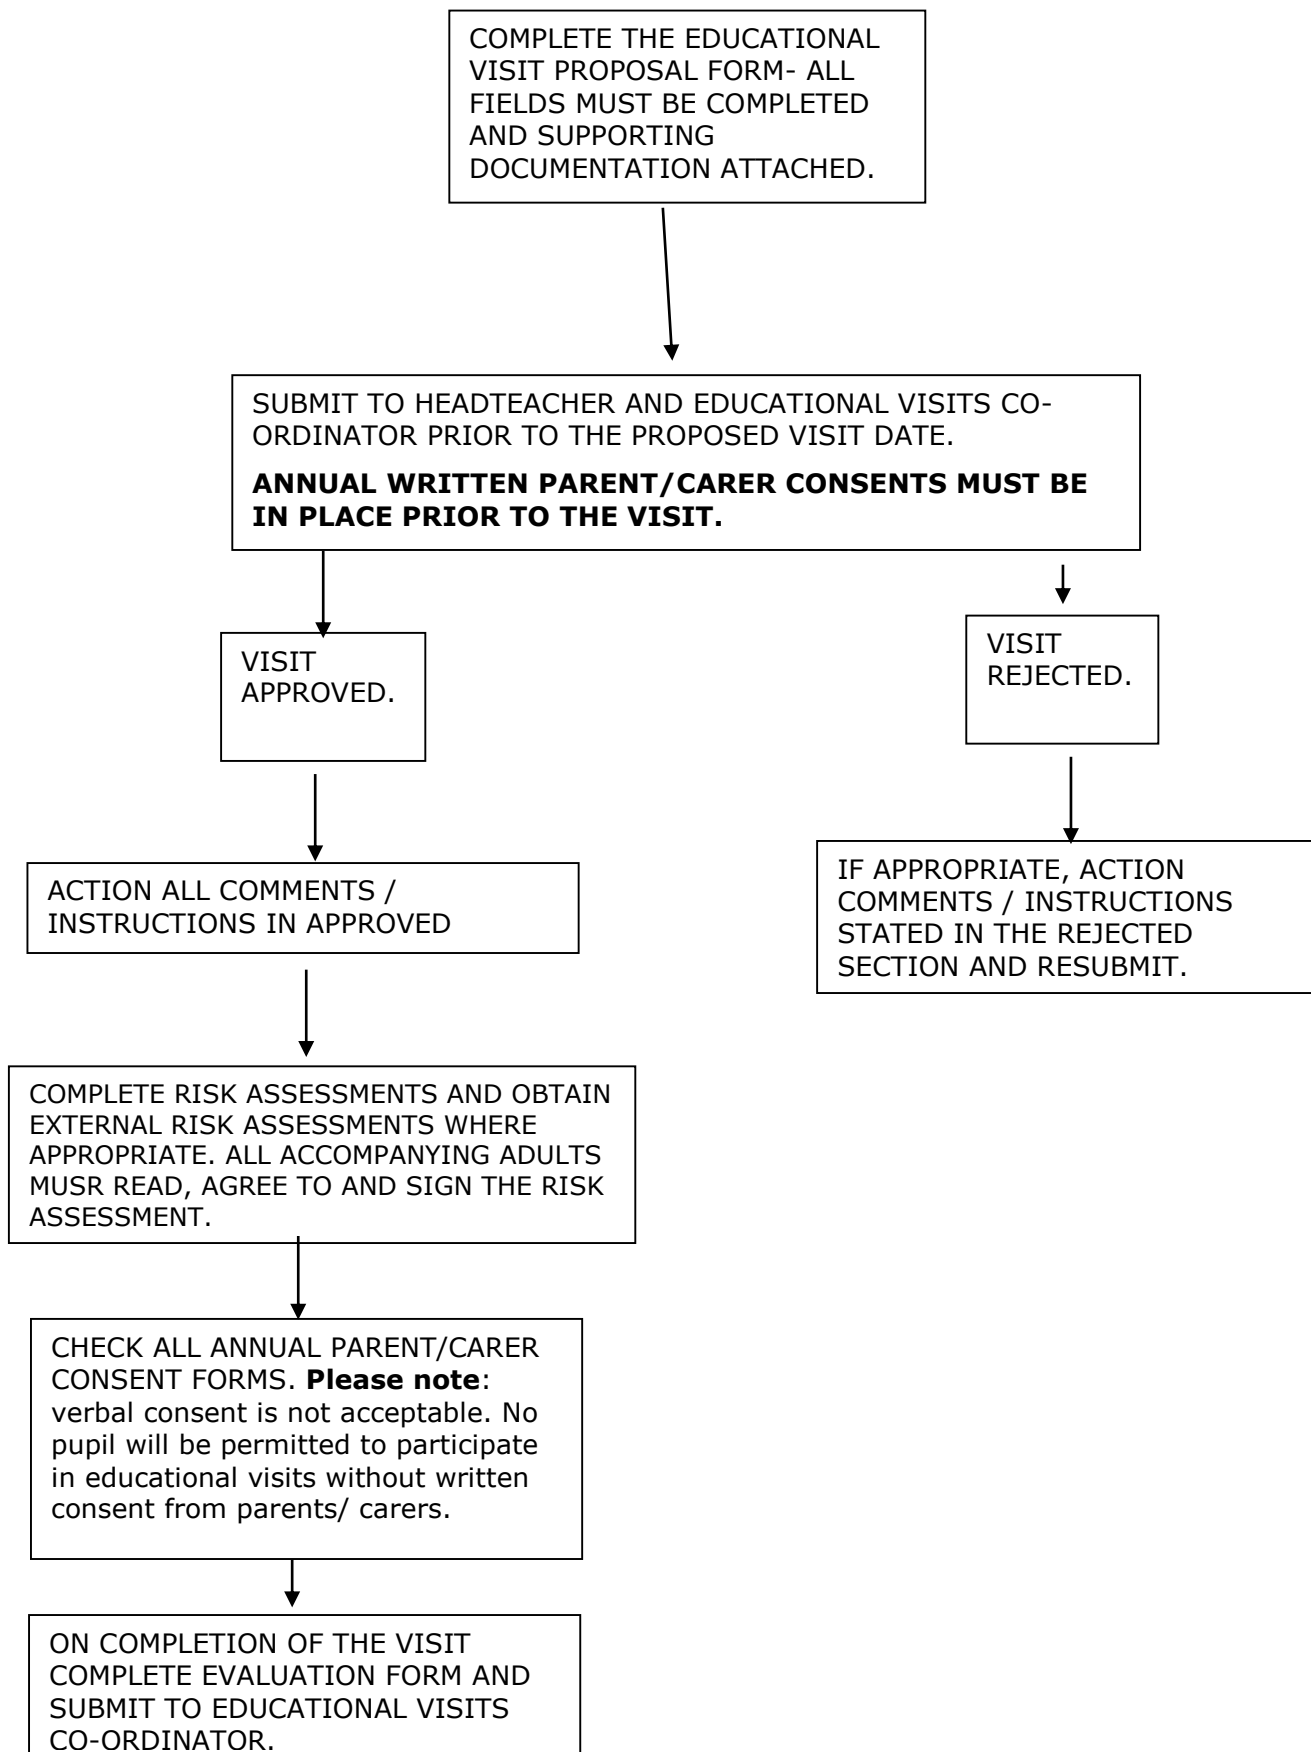 COMPLETE THE EDUCATIONAL
VISIT PROPOSAL FORM- ALL
FIELDS MUST BE COMPLETED
AND SUPPORTING
DOCUMENTATION ATTACHED.
SUBMIT TO HEADTEACHER AND EDUCATIONAL VISITS CO-
ORDINATOR PRIOR TO THE PROPOSED VISIT DATE.
ANNUAL WRITTEN PARENT/CARER CONSENTS MUST BE
IN PLACE PRIOR TO THE VISIT.
VISIT
APPROVED.
VISIT
REJECTED.
ACTION ALL COMMENTS /
INSTRUCTIONS IN APPROVED
IF APPROPRIATE, ACTION
COMMENTS / INSTRUCTIONS
STATED IN THE REJECTED
SECTION AND RESUBMIT.
COMPLETE RISK ASSESSMENTS AND OBTAIN
EXTERNAL RISK ASSESSMENTS WHERE
APPROPRIATE. ALL ACCOMPANYING ADULTS
MUSR READ, AGREE TO AND SIGN THE RISK
ASSESSMENT.
CHECK ALL ANNUAL PARENT/CARER
CONSENT FORMS. Please note:
verbal consent is not acceptable. No
pupil will be permitted to participate
in educational visits without written
consent from parents/ carers.
ON COMPLETION OF THE VISIT
COMPLETE EVALUATION FORM AND
SUBMIT TO EDUCATIONAL VISITS
CO-ORDINATOR.